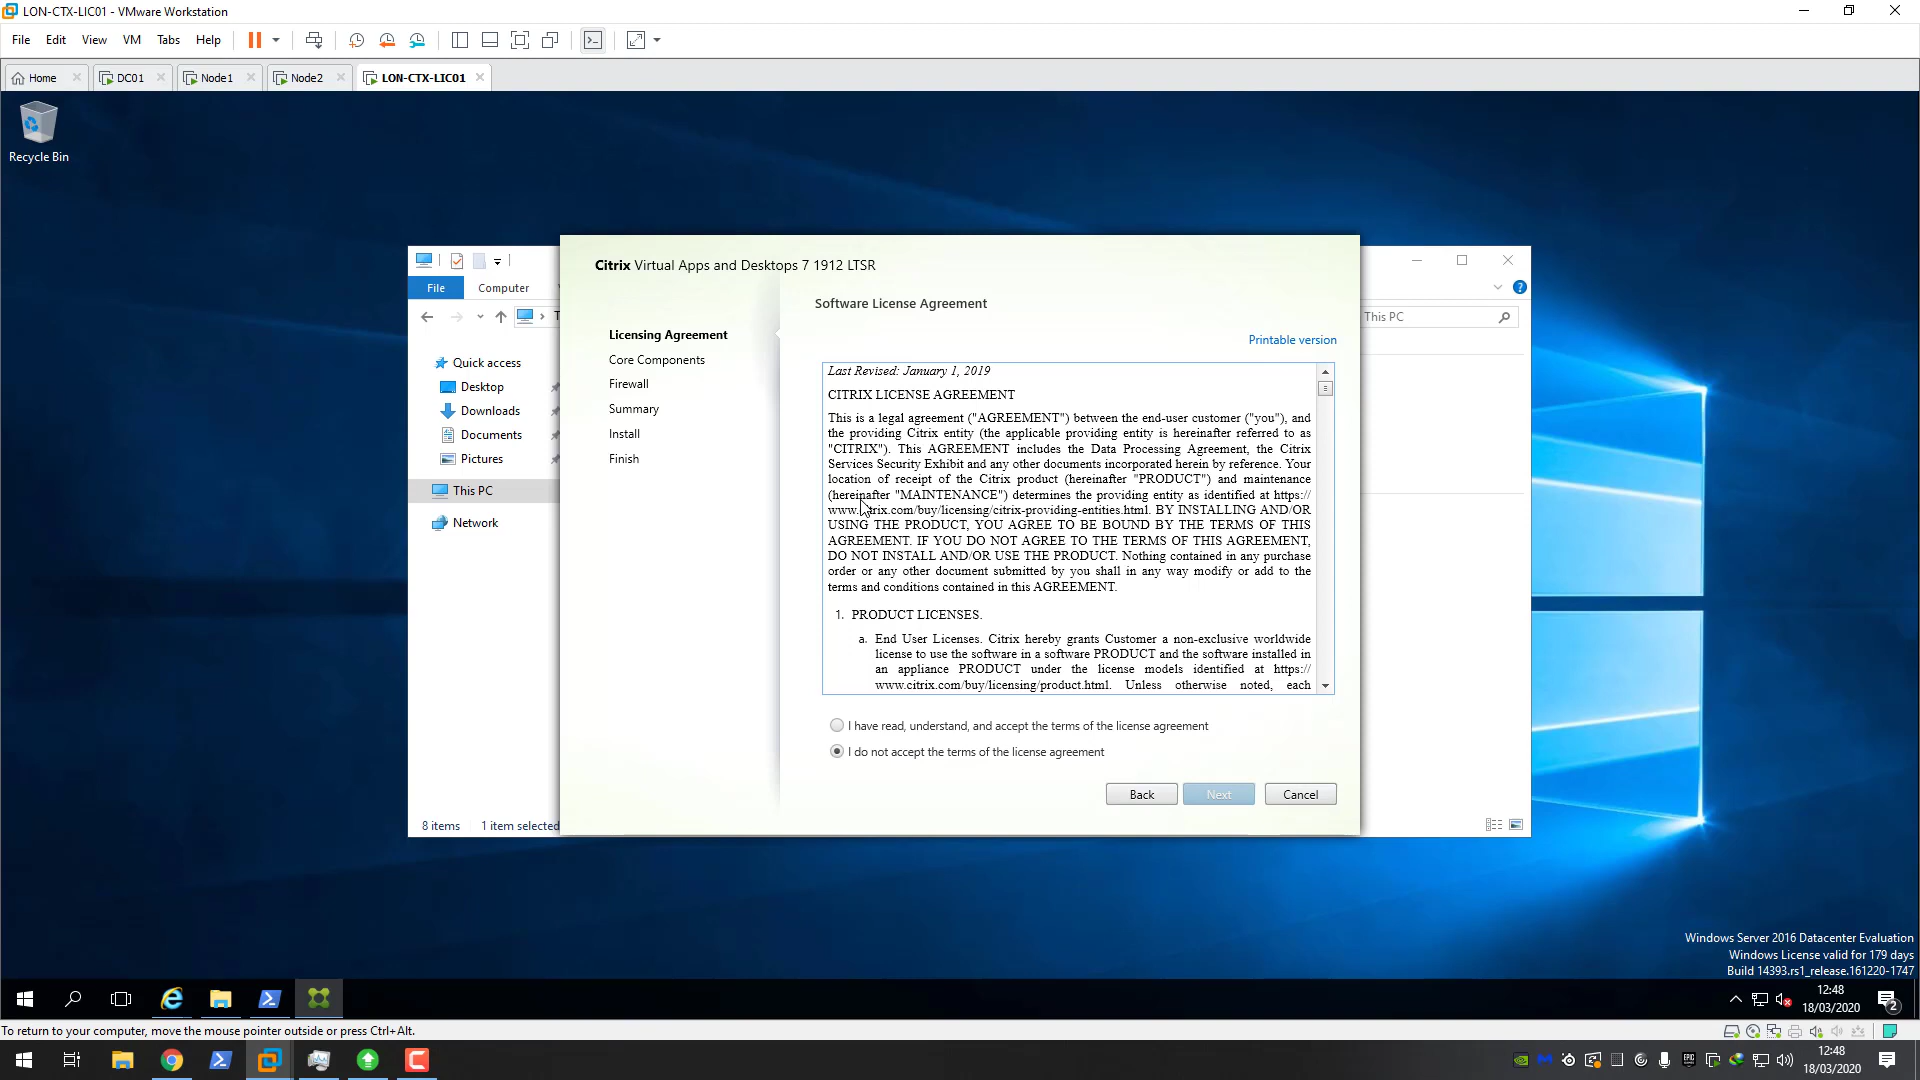 LON-CTX-LIC01 - VMware Workstation
File Edit View VM Tabs Help
Home DC01 Node1 Node2 LON-CTX-LIC01
Recycle Bin
Citrix Virtual Apps and Desktops 7 1912 LTSR
File Computer
This PC
Software License Agreement
Printable version
Licensing Agreement
Core Components
Firewall
Summary
Install
Finish
Quick access
Desktop
Downloads
Documents
Pictures
This PC
Network
Last Revised: January 1, 2019
CITRIX LICENSE AGREEMENT
This is a legal agreement ("AGREEMENT") between the end-user customer ("you"), and
the providing Citrix entity (the applicable providing entity is hereinafter referred to as
"CITRIX"). This AGREEMENT includes the Data Processing Agreement, the Citrix
Services Security Exhibit and any other documents incorporated herein by reference. Your
location of receipt of the Citrix product (hereinafter "PRODUCT") and maintenance
(hereinafter "MAINTENANCE") determines the providing entity as identified at https://
www.citrix.com/buy/licensing/citrix-providing-entities.html. BY INSTALLING AND/OR
USING THE PRODUCT, YOU AGREE TO BE BOUND BY THE TERMS OF THIS
AGREEMENT. IF YOU DO NOT AGREE TO THE TERMS OF THIS AGREEMENT,
DO NOT INSTALL AND/OR USE THE PRODUCT. Nothing contained in any purchase
order or any other document submitted by you shall in any way modify or add to the
terms and conditions contained in this AGREEMENT.
1. PRODUCT LICENSES.
a. End User Licenses. Citrix hereby grants Customer a non-exclusive worldwide
license to use the software in a software PRODUCT and the software installed in
an appliance PRODUCT under the license models identified at https://
www.citrix.com/buy/licensing/product.html. Unless otherwise noted, each
I have read, understand, and accept the terms of the license agreement
I do not accept the terms of the license agreement
Back Next Cancel
8 items 1 item selected
Windows Server 2016 Datacenter Evaluation
Windows License valid for 179 days
Build 14393.rs1_release.161220-1747
12:48
18/03/2020
2
To return to your computer, move the mouse pointer outside or press Ctrl+Alt.
12:48
18/03/2020